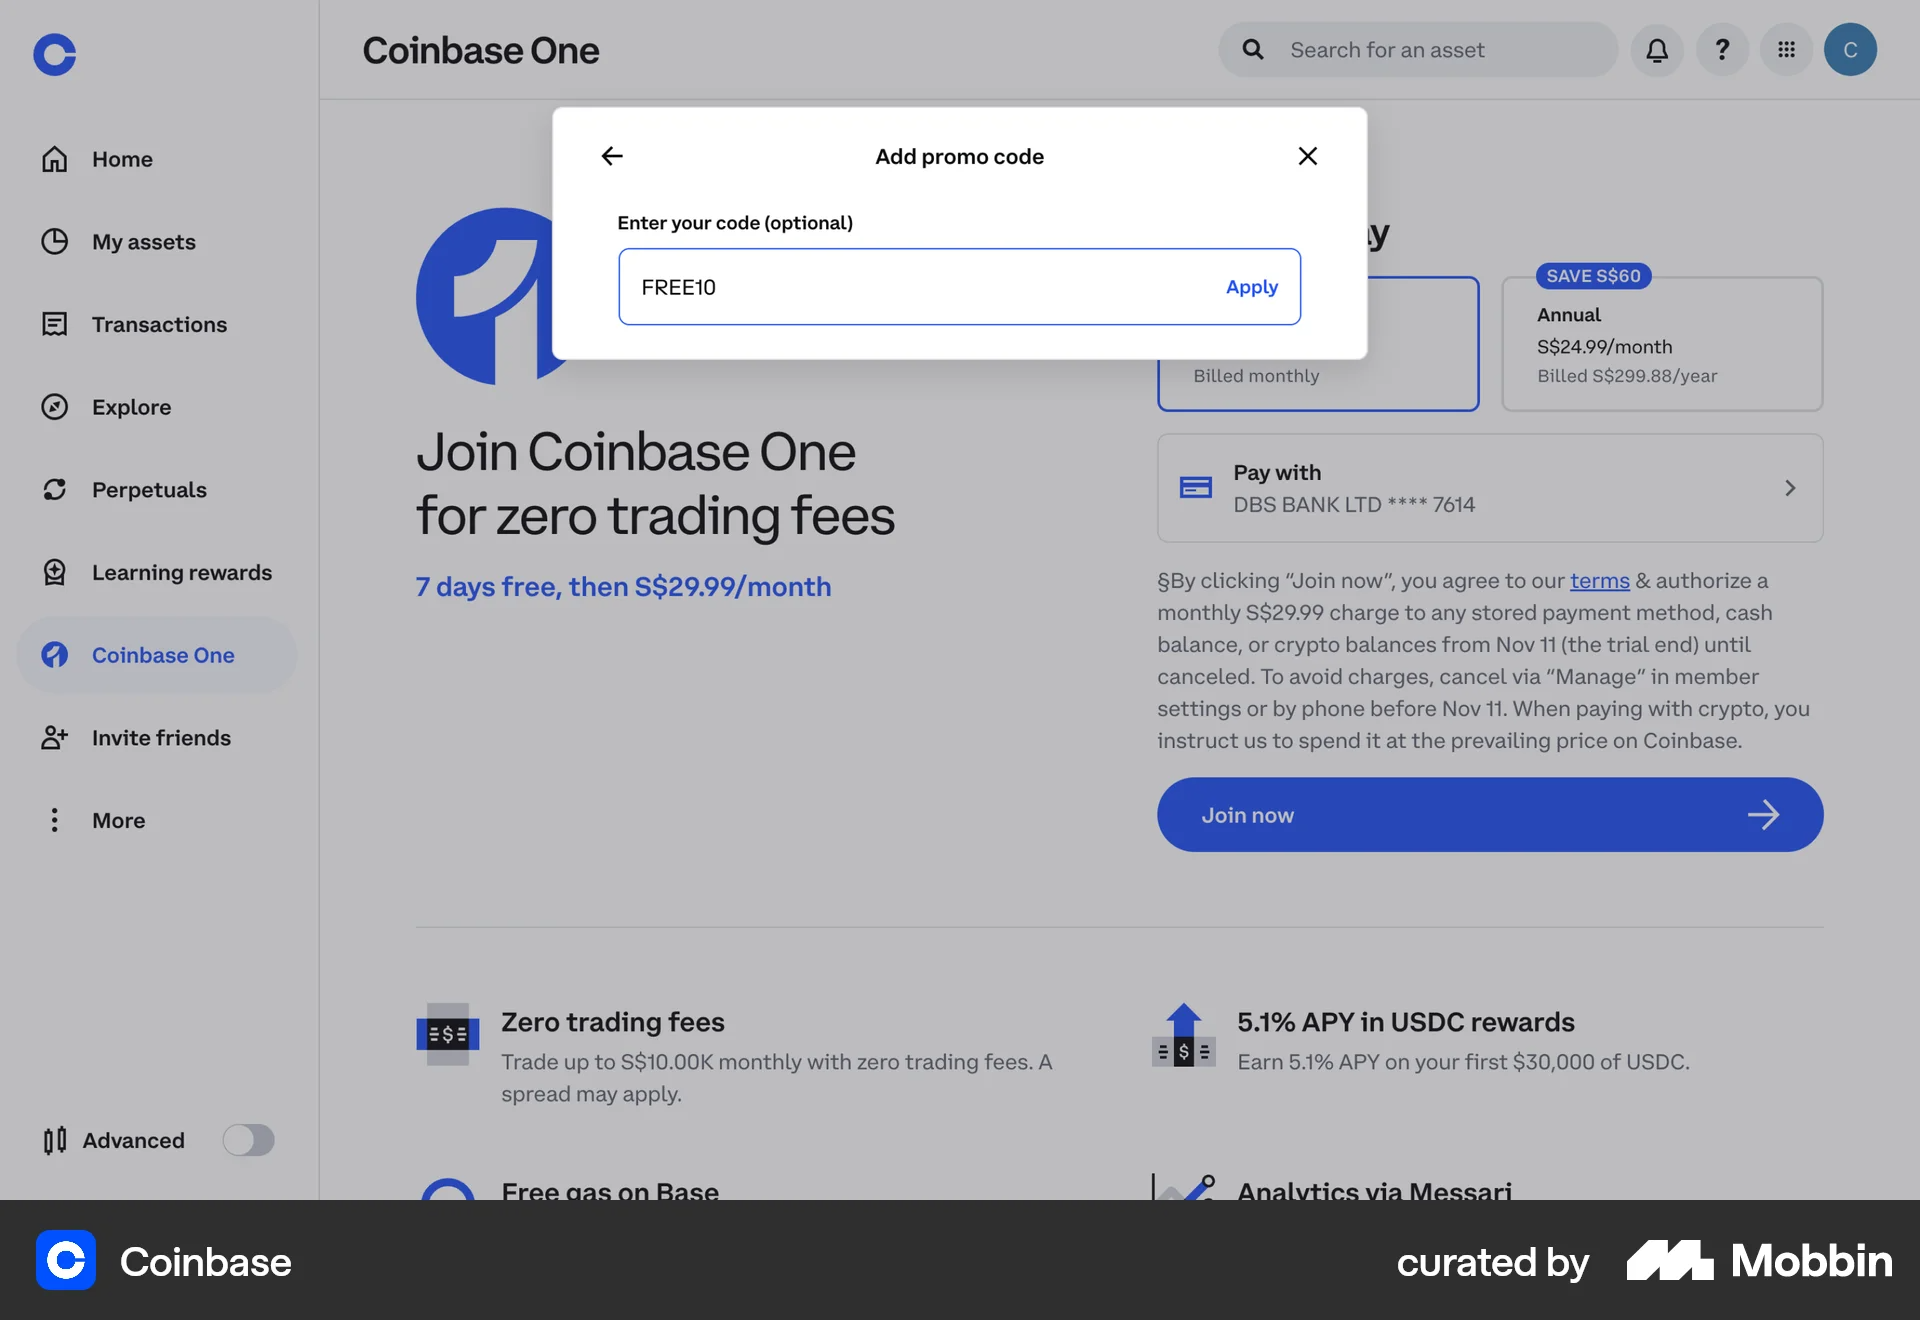 Coinbase One
Search for an asset
?
C
Home
My assets
Transactions
Explore
Perpetuals
Learning rewards
Coinbase One
Invite friends
More
Advanced
Add promo code
Enter your code (optional)
FREE10
Apply
Join Coinbase One
for zero trading fees
7 days free, then S$29.99/month
Billed monthly
SAVE S$60
Annual
S$24.99/month
Billed S$299.88/year
Pay with
DBS BANK LTD **** 7614
§By clicking “Join now”, you agree to our terms & authorize a
monthly S$29.99 charge to any stored payment method, cash
balance, or crypto balances from Nov 11 (the trial end) until
canceled. To avoid charges, cancel via “Manage” in member
settings or by phone before Nov 11. When paying with crypto, you
instruct us to spend it at the prevailing price on Coinbase.
Join now
Zero trading fees
Trade up to S$10.00K monthly with zero trading fees. A
spread may apply.
5.1% APY in USDC rewards
Earn 5.1% APY on your first $30,000 of USDC.
Free gas on Base
Analytics via Messari
Coinbase
curated by
Mobbin